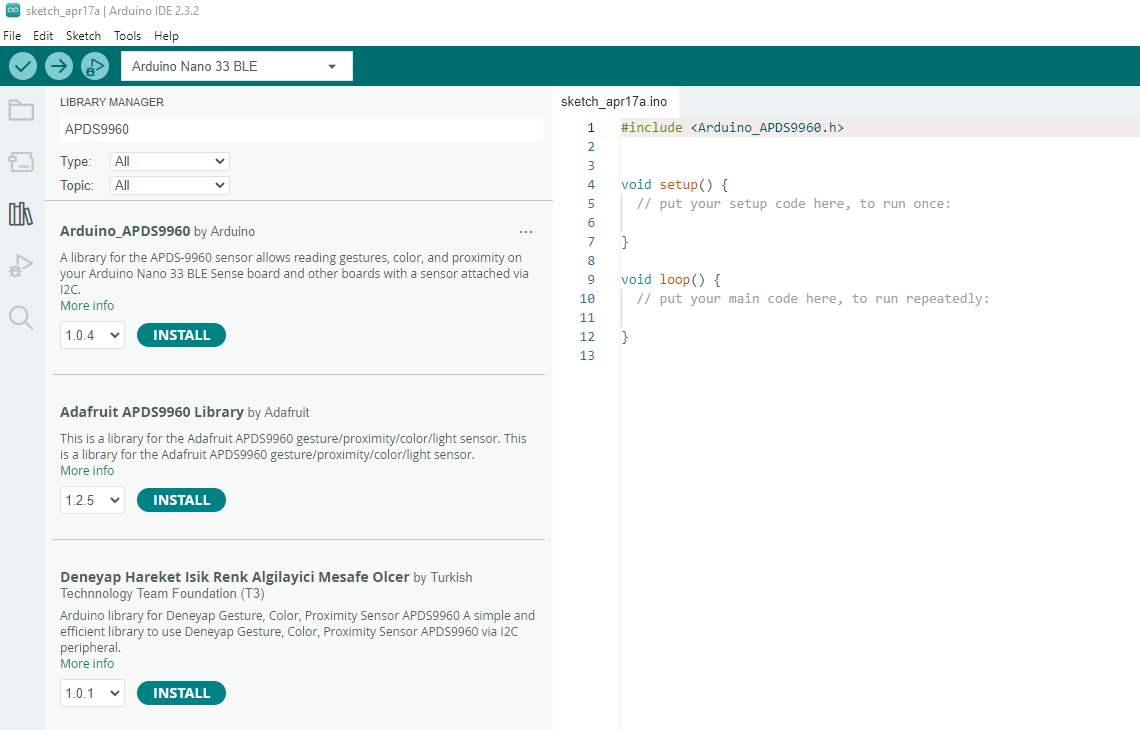 sketch_apr17a | Arduino IDE 2.3.2
File Edit Sketch Tools Help
Arduino Nano 33 BLE
LIBRARY MANAGER
APDS9960
Type: All
Topic: All
Arduino_APDS9960 by Arduino
...
A library for the APDS-9960 sensor allows reading gestures, color, and proximity on
your Arduino Nano 33 BLE Sense board and other boards with a sensor attached via
I2C.
More info
1.0.4 INSTALL
Adafruit APDS9960 Library by Adafruit
This is a library for the Adafruit APDS9960 gesture/proximity/color/light sensor. This
is a library for the Adafruit APDS9960 gesture/proximity/color/light sensor.
More info
1.2.5 INSTALL
Deneyap Hareket Isik Renk Algilayici Mesafe Olcer by Turkish
Technnology Team Foundation (T3)
Arduino library for Deneyap Gesture, Color, Proximity Sensor APDS9960 A simple and
efficient library to use Deneyap Gesture, Color, Proximity Sensor APDS9960 via I2C
peripheral.
More info
1.0.1 INSTALL
sketch_apr17a.ino
1 #include <Arduino_APDS9960.h>
2
3
4 void setup() {
5 // put your setup code here, to run once:
6
7 }
8
9 void loop() {
10 // put your main code here, to run repeatedly:
11
12 }
13